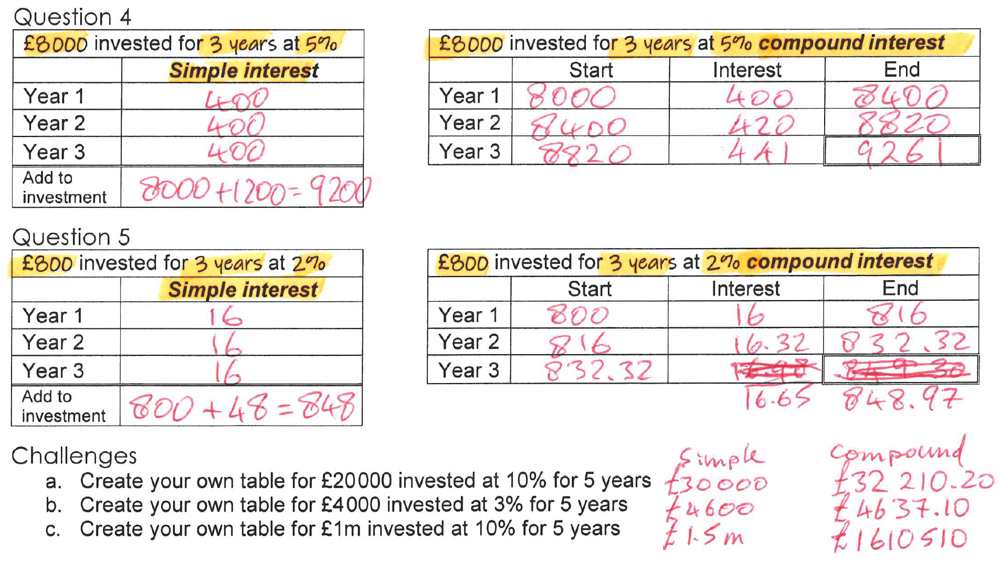 Question 4
£8000 invested for 3 years at 5%
Simple interest
Year 1 400
Year 2 400
Year 3 400
Add to investment 8000+1200=9200
£8000 invested for 3 years at 5% compound interest
Start Interest End
Year 1 8000 400 8400
Year 2 8400 420 8820
Year 3 8820 441 9261
Question 5
£800 invested for 3 years at 2%
Simple interest
Year 1 16
Year 2 16
Year 3 16
Add to investment 800+48=848
£800 invested for 3 years at 2% compound interest
Start Interest End
Year 1 800 16 816
Year 2 816 16.32 832.32
Year 3 832.32 16.98 849.30
16.65 848.97
Challenges Simple Compound
a. Create your own table for £20000 invested at 10% for 5 years £30000 £32210.20
b. Create your own table for £4000 invested at 3% for 5 years £4600 £4637.10
c. Create your own table for £1m invested at 10% for 5 years £1.5m £1610510